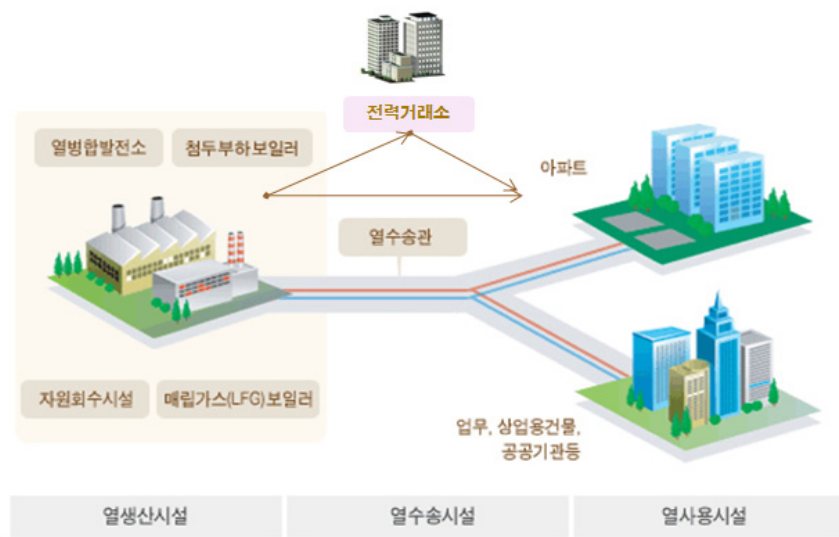 전력거래소
열병합발전소
첨두부하보일러
아파트
열수송관
자원회수시설
매립가스(LFG)보일러
업무, 상업용건물,
공공기관등
열생산시설
열수송시설
열사용시설